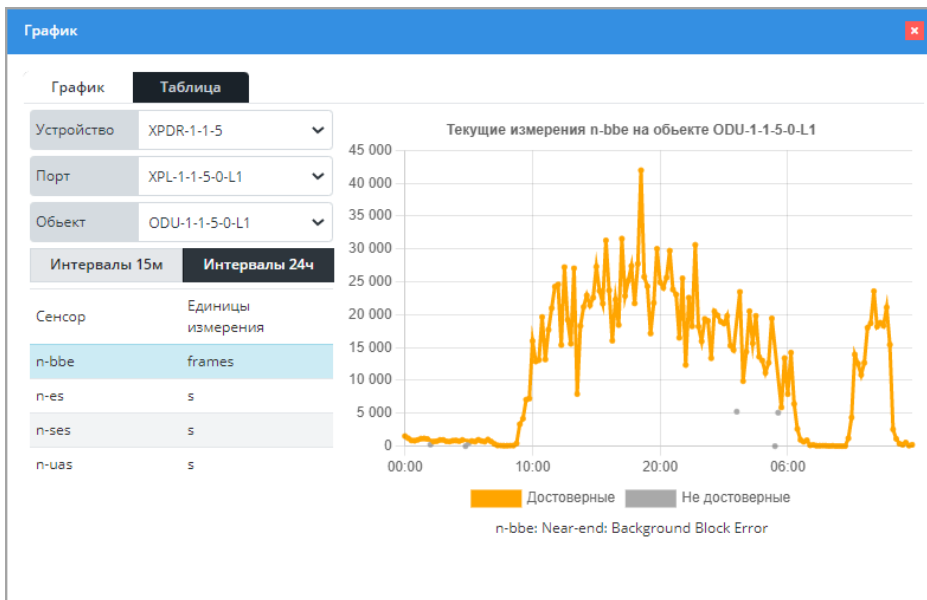 График
График Таблица
Устройство XPDR-1-1-5
Порт XPL-1-1-5-0-L1
Обьект ODU-1-1-5-0-L1
Интервалы 15м Интервалы 24ч
Сенсор Единицы измерения
n-bbe frames
n-es s
n-ses s
n-uas s
Текущие измерения n-bbe на обьекте ODU-1-1-5-0-L1
45 000
40 000
35 000
30 000
25 000
20 000
15 000
10 000
5 000
0
00:00 10:00 20:00 06:00
Достоверные Не достоверные
n-bbe: Near-end: Background Block Error